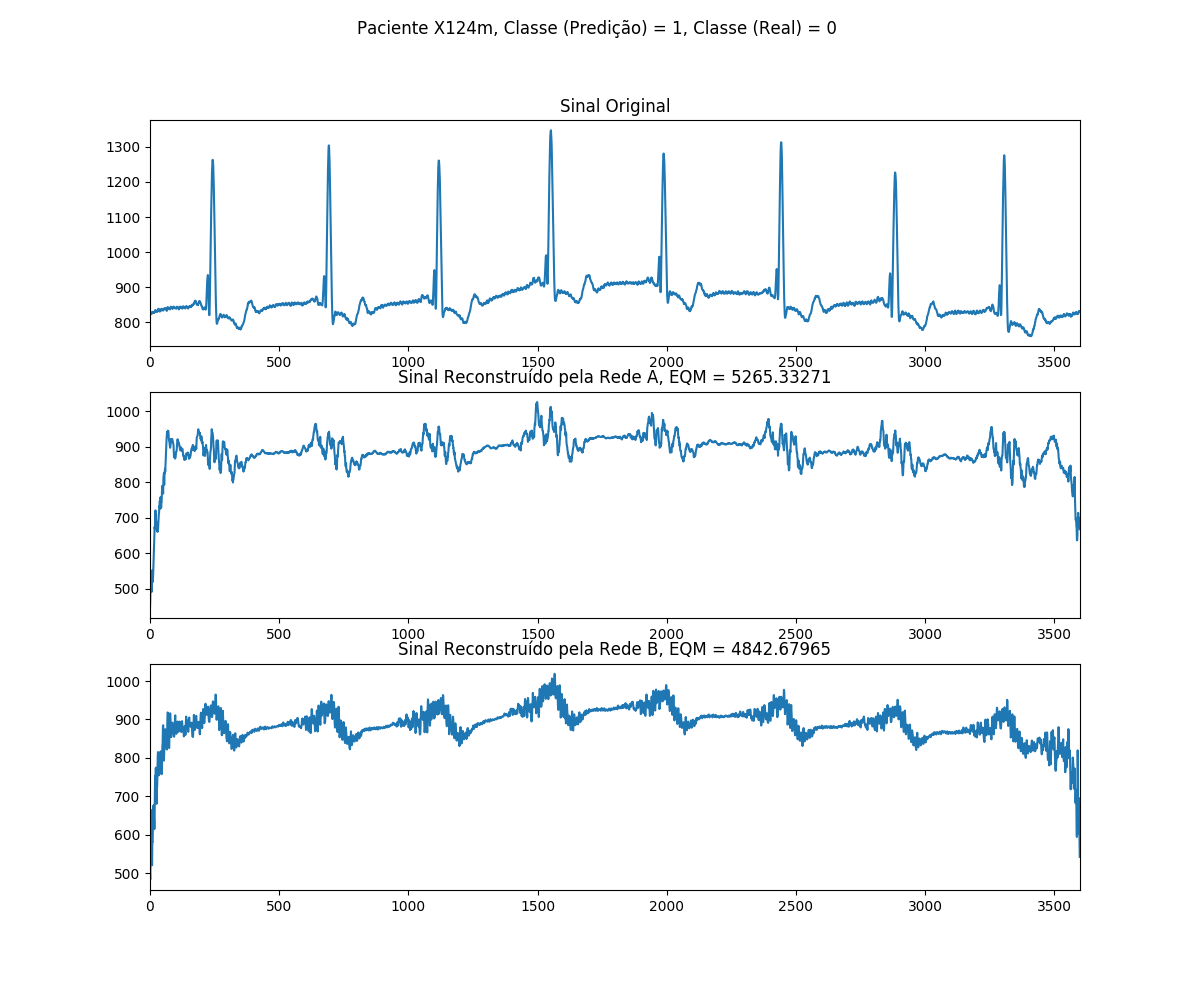 Paciente X124m, Classe (Predição) = 1, Classe (Real) = 0
Sinal Original
1300
1200
1100
1000
900
800
0 500 1000 1500 2000 2500 3000 3500
Sinal Reconstruído pela Rede A, EQM = 5265.33271
1000
900
800
700
600
500
0 500 1000 1500 2000 2500 3000 3500
Sinal Reconstruído pela Rede B, EQM = 4842.67965
1000
900
800
700
600
500
0 500 1000 1500 2000 2500 3000 3500